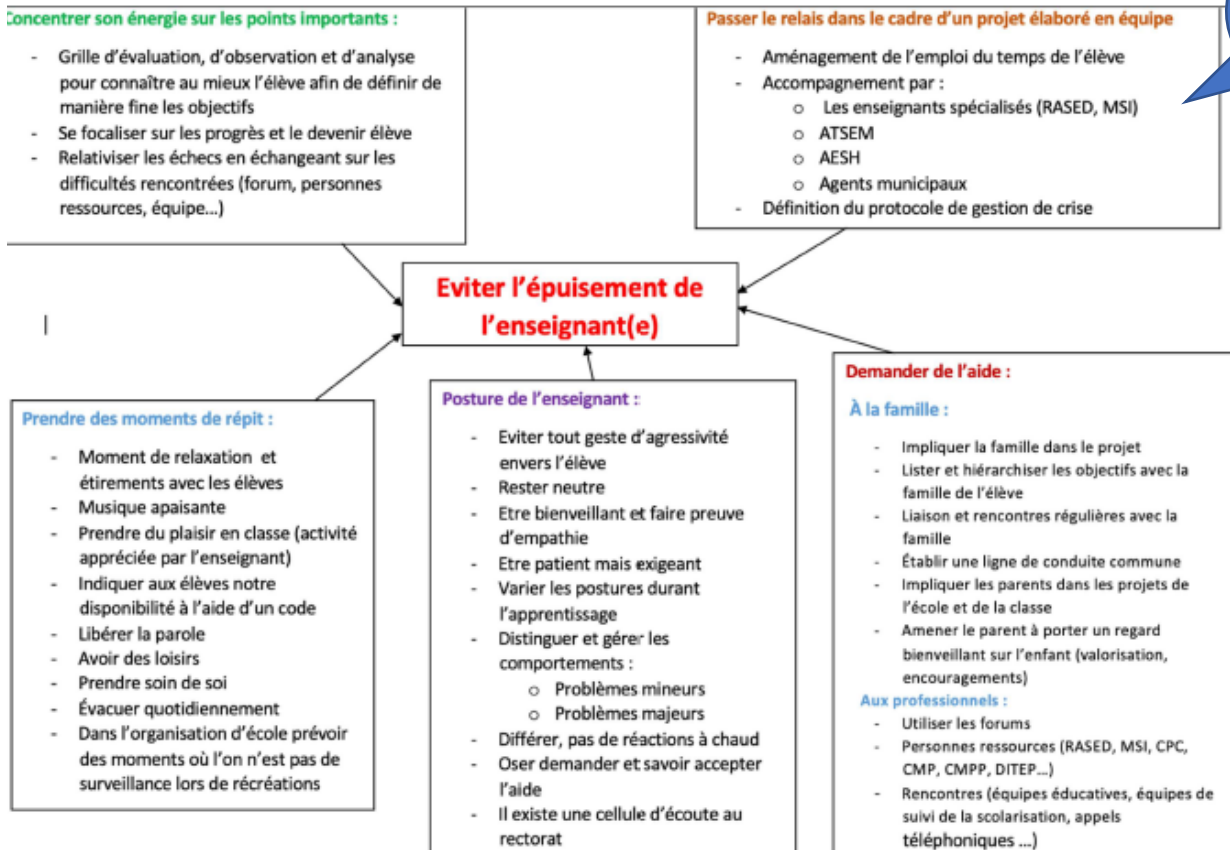 Concentrer son énergie sur les points importants :
- Grille d'évaluation, d'observation et d'analyse
pour connaître au mieux l'élève afin de définir de
manière fine les objectifs
- Se focaliser sur les progrès et le devenir élève
- Relativiser les échecs en échangeant sur les
difficultés rencontrées (forum, personnes
ressources, équipe...)
Passer le relais dans le cadre d'un projet élaboré en équipe
- Aménagement de l'emploi du temps de l'élève
- Accompagnement par :
o Les enseignants spécialisés (RASED, MSI)
o ATSEM
o AESH
o Agents municipaux
- Définition du protocole de gestion de crise
Eviter l'épuisement de
l'enseignant(e)
Prendre des moments de répit :
- Moment de relaxation et
étirements avec les élèves
- Musique apaisante
- Prendre du plaisir en classe (activité
appréciée par l'enseignant)
- Indiquer aux élèves notre
disponibilité à l'aide d'un code
- Libérer la parole
- Avoir des loisirs
- Prendre soin de soi
- Évacuer quotidiennement
- Dans l'organisation d'école prévoir
des moments où l'on n'est pas de
surveillance lors de récréations
Posture de l'enseignant :
- Eviter tout geste d'agressivité
envers l'élève
- Rester neutre
- Etre bienveillant et faire preuve
d'empathie
- Etre patient mais exigeant
- Varier les postures durant
l'apprentissage
- Distinguer et gérer les
comportements :
o Problèmes mineurs
o Problèmes majeurs
- Différer, pas de réactions à chaud
- Oser demander et savoir accepter
l'aide
- Il existe une cellule d'écoute au
rectorat
Demander de l'aide :
À la famille :
- Impliquer la famille dans le projet
- Lister et hiérarchiser les objectifs avec la
famille de l'élève
- Liaison et rencontres régulières avec la
famille
- Établir une ligne de conduite commune
- Impliquer les parents dans les projets de
l'école et de la classe
- Amener le parent à porter un regard
bienveillant sur l'enfant (valorisation,
encouragements)
Aux professionnels :
- Utiliser les forums
- Personnes ressources (RASED, MSI, CPC,
CMP, CMPP, DITEP...)
- Rencontres (équipes éducatives, équipes de
suivi de la scolarisation, appels
téléphoniques ...)